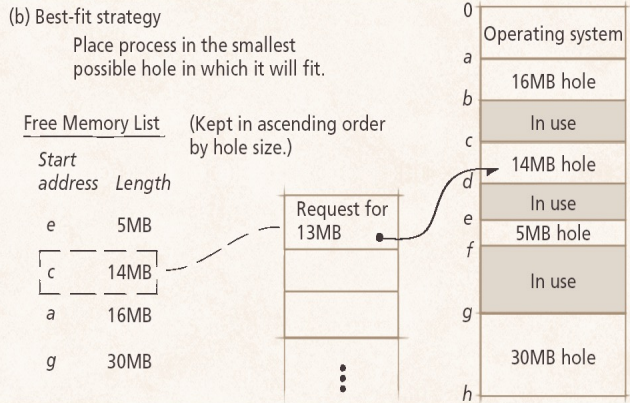 (b) Best-fit strategy
Place process in the smallest
possible hole in which it will fit.
Free Memory List
(Kept in ascending order
by hole size.)
Start
address Length
e 5MB
c 14MB
a 16MB
g 30MB
Request for
13MB
0
Operating system
a
16MB hole
b
In use
c
14MB hole
d
In use
e
5MB hole
f
In use
g
30MB hole
h